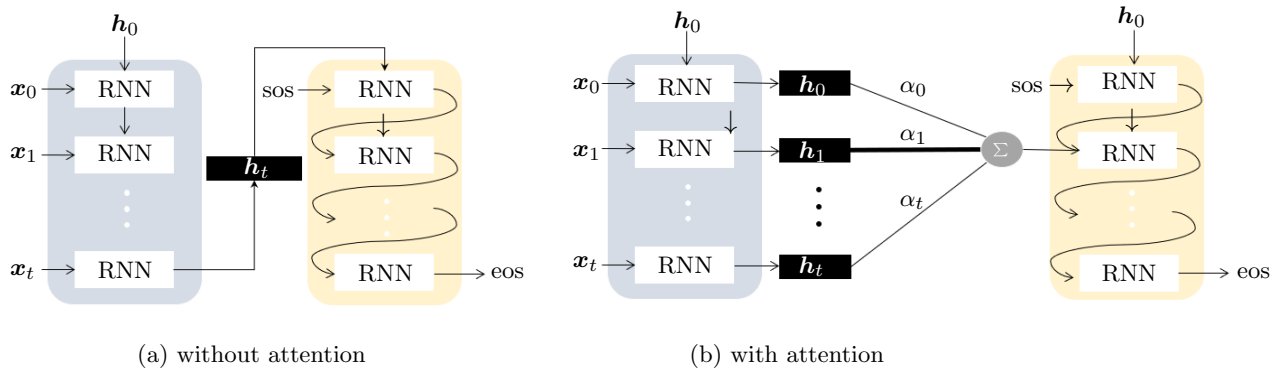 h₀
x₀ RNN
x₁ RNN
xₜ RNN
hₜ
sos RNN
RNN
RNN eos
(a) without attention
h₀
x₀ RNN h₀ α₀
x₁ RNN h₁ α₁
xₜ RNN hₜ αₜ
Σ
h₀
sos RNN
RNN
RNN eos
(b) with attention